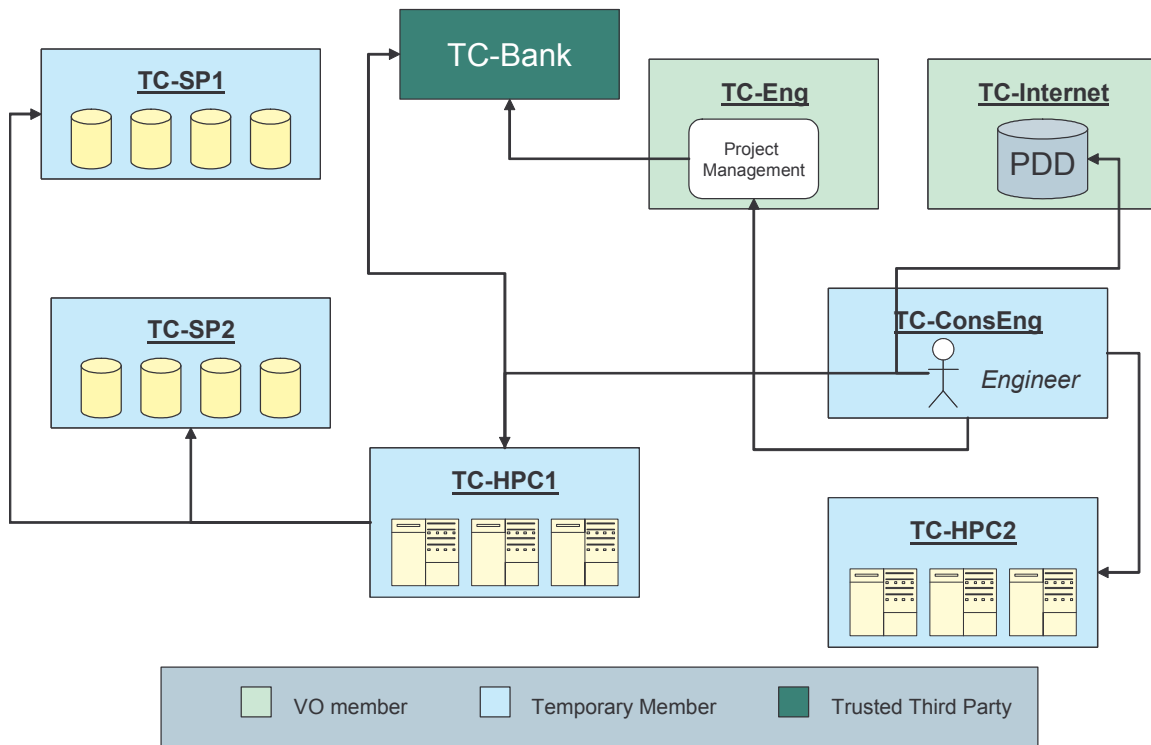 TC-SP1
TC-Bank
TC-Eng
Project
Management
TC-Internet
PDD
TC-SP2
TC-ConsEng
Engineer
TC-HPC1
TC-HPC2
VO member
Temporary Member
Trusted Third Party